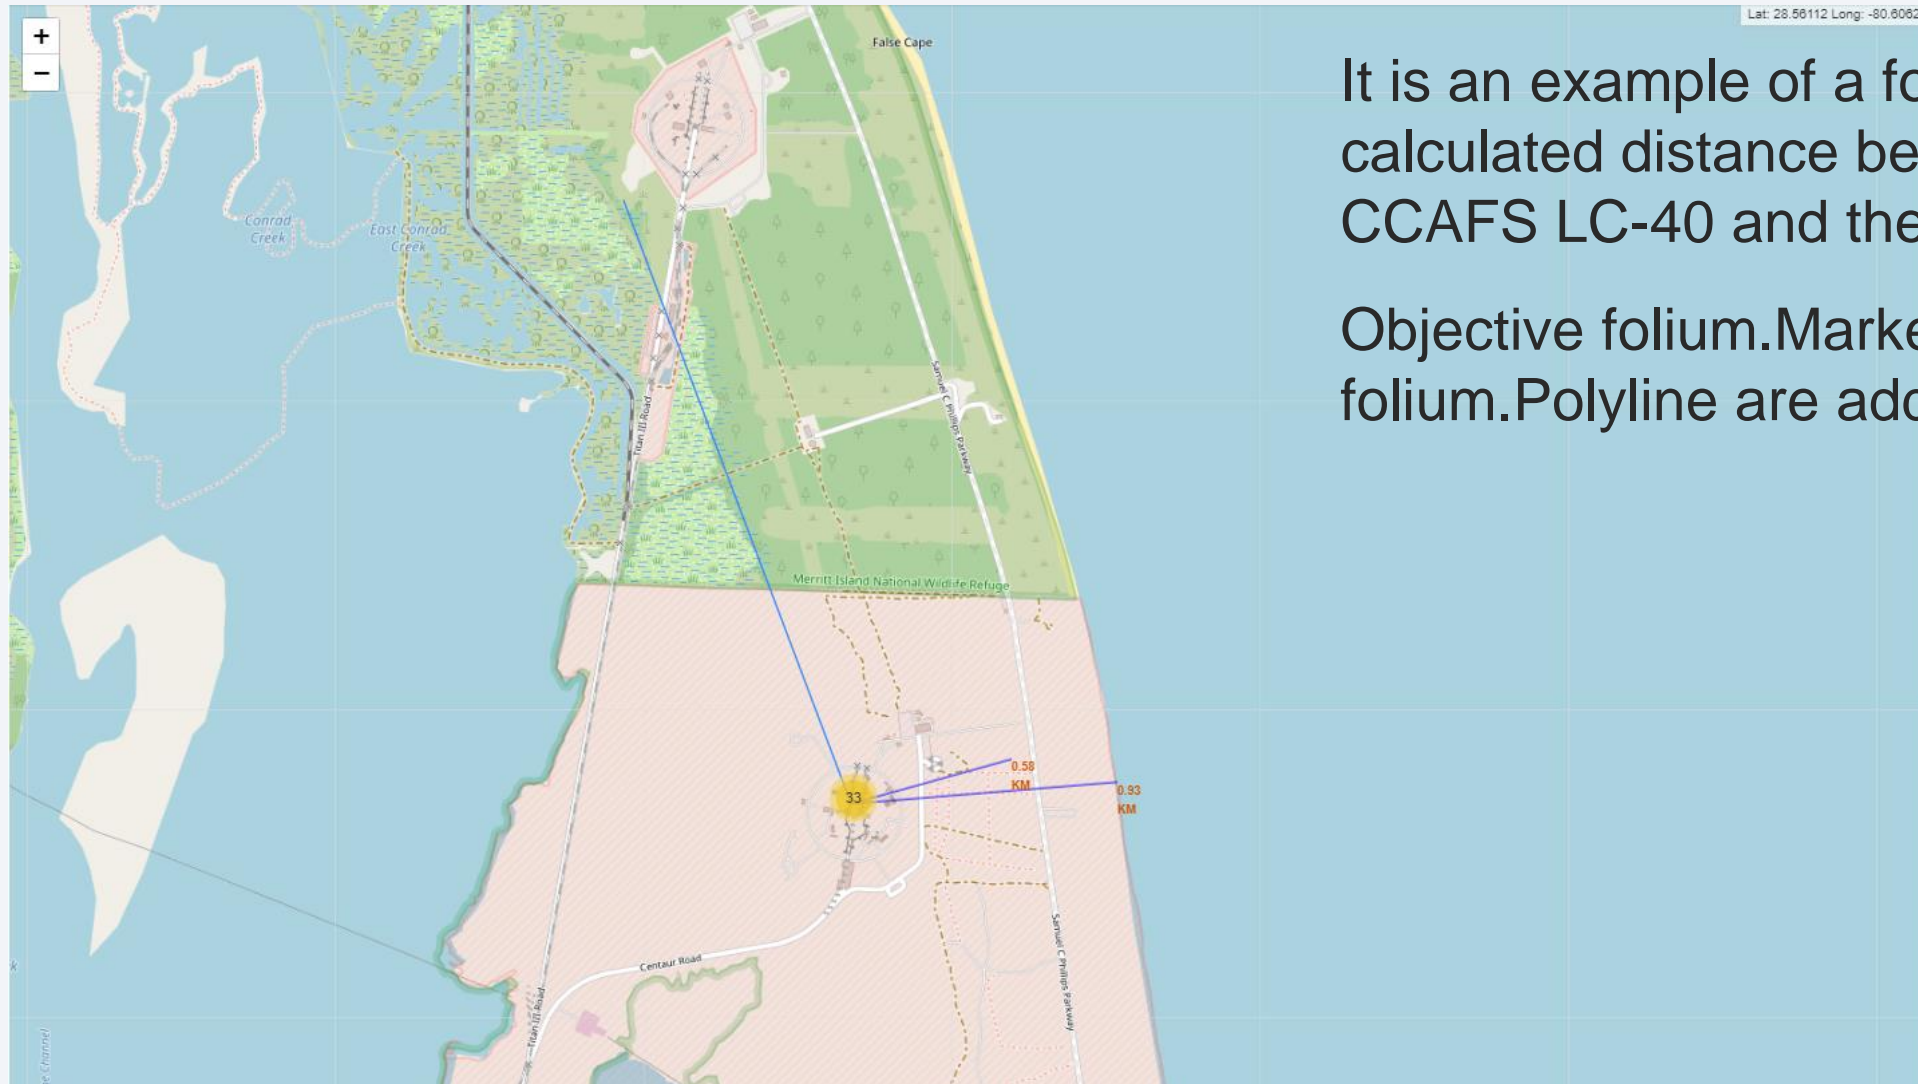 +
−
False Cape
Lat: 28.56112 Long: -80.6062
It is an example of a fo
calculated distance be
CCAFS LC-40 and the
Objective folium.Marke
folium.Polyline are add
Conrad
Creek
East Conrad
Creek
Titan III Road
Samuel C Phillips Parkway
Merritt Island National Wildlife Refuge
0.58
KM
33
0.93
KM
Centaur Road
Samuel C Phillips Parkway
Titan III Road
Channel